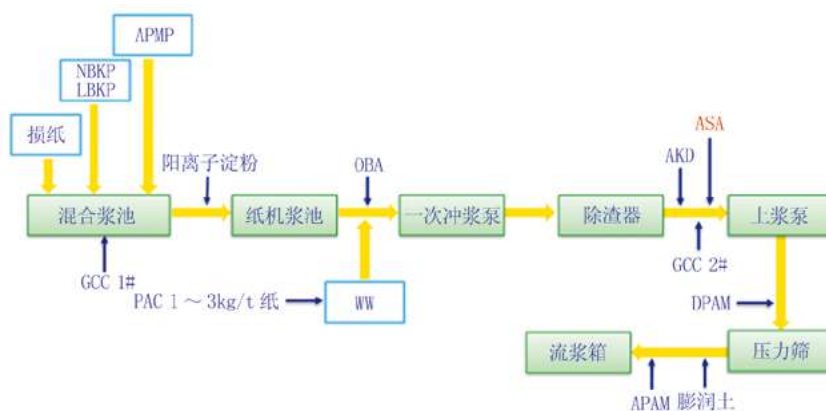 APMP
NBKP
LBKP
损纸
阳离子淀粉
OBA
AKD
ASA
混合浆池
纸机浆池
一次冲浆泵
除渣器
上浆泵
GCC 1#
GCC 2#
PAC 1～3kg/t 纸
WW
DPAM
流浆箱
压力筛
APAM
膨润土